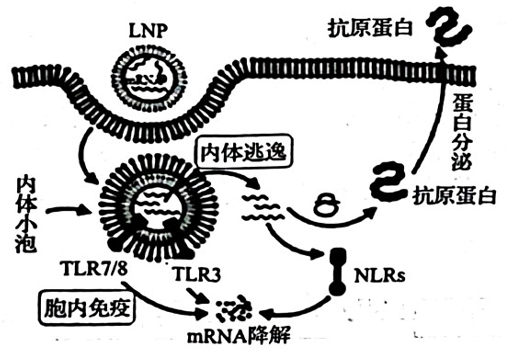 LNP
抗原蛋白
蛋白分泌
内体逃逸
内体小泡
抗原蛋白
TLR7/8
TLR3
NLRs
胞内免疫
mRNA降解